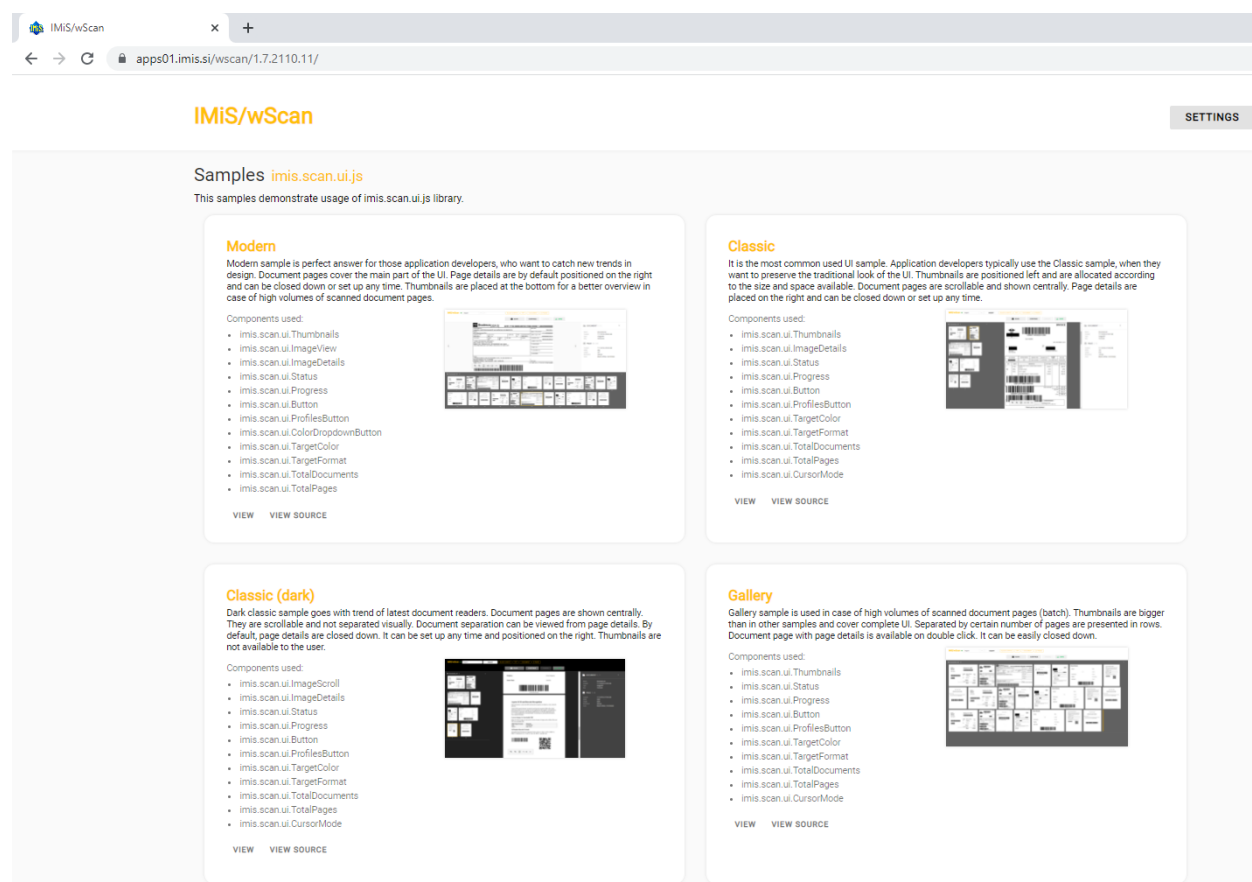 IMiS/wScan
apps01.imis.si/wscan/1.7.2110.11/
IMiS/wScan
SETTINGS
Samples imis.scan.ui.js
This samples demonstrate usage of imis.scan.ui.js library.
Modern
Modern sample is perfect answer for those application developers, who want to catch new trends in
design. Document pages cover the main part of the UI. Page details are by default positioned on the right
and can be closed down or set up any time. Thumbnails are placed at the bottom for a better overview in
case of high volumes of scanned document pages.
Components used:
imis.scan.ui.Thumbnails
imis.scan.ui.ImageView
imis.scan.ui.ImageDetails
imis.scan.ui.Status
imis.scan.ui.Progress
imis.scan.ui.Button
imis.scan.ui.ProfilesButton
imis.scan.ui.ColorDropdownButton
imis.scan.ui.TargetColor
imis.scan.ui.TargetFormat
imis.scan.ui.TotalDocuments
imis.scan.ui.TotalPages
VIEW VIEW SOURCE
Classic
It is the most common used UI sample. Application developers typically use the Classic sample, when they
want to preserve the traditional look of the UI. Thumbnails are positioned left and are allocated according
to the size and space available. Document pages are scrollable and shown centrally. Page details are
placed on the right and can be closed down or set up any time.
Components used:
imis.scan.ui.Thumbnails
imis.scan.ui.ImageDetails
imis.scan.ui.Status
imis.scan.ui.Progress
imis.scan.ui.Button
imis.scan.ui.ProfilesButton
imis.scan.ui.TargetColor
imis.scan.ui.TargetFormat
imis.scan.ui.TotalDocuments
imis.scan.ui.TotalPages
imis.scan.ui.CursorMode
VIEW VIEW SOURCE
Classic (dark)
Dark classic sample goes with trend of latest document readers. Document pages are shown centrally.
They are scrollable and not separated visually. Document separation can be viewed from page details. By
default, page details are closed down. It can be set up any time and positioned on the right. Thumbnails are
not available to the user.
Components used:
imis.scan.ui.ImageScroll
imis.scan.ui.ImageDetails
imis.scan.ui.Status
imis.scan.ui.Progress
imis.scan.ui.Button
imis.scan.ui.ProfilesButton
imis.scan.ui.TargetColor
imis.scan.ui.TargetFormat
imis.scan.ui.TotalDocuments
imis.scan.ui.TotalPages
imis.scan.ui.CursorMode
VIEW VIEW SOURCE
Gallery
Gallery sample is used in case of high volumes of scanned document pages (batch). Thumbnails are bigger
than in other samples and cover complete UI. Separated by certain number of pages are presented in rows.
Document page with page details is available on double click. It can be easily closed down.
Components used:
imis.scan.ui.Thumbnails
imis.scan.ui.Status
imis.scan.ui.Progress
imis.scan.ui.Button
imis.scan.ui.ProfilesButton
imis.scan.ui.TargetColor
imis.scan.ui.TargetFormat
imis.scan.ui.TotalDocuments
imis.scan.ui.TotalPages
imis.scan.ui.CursorMode
VIEW VIEW SOURCE